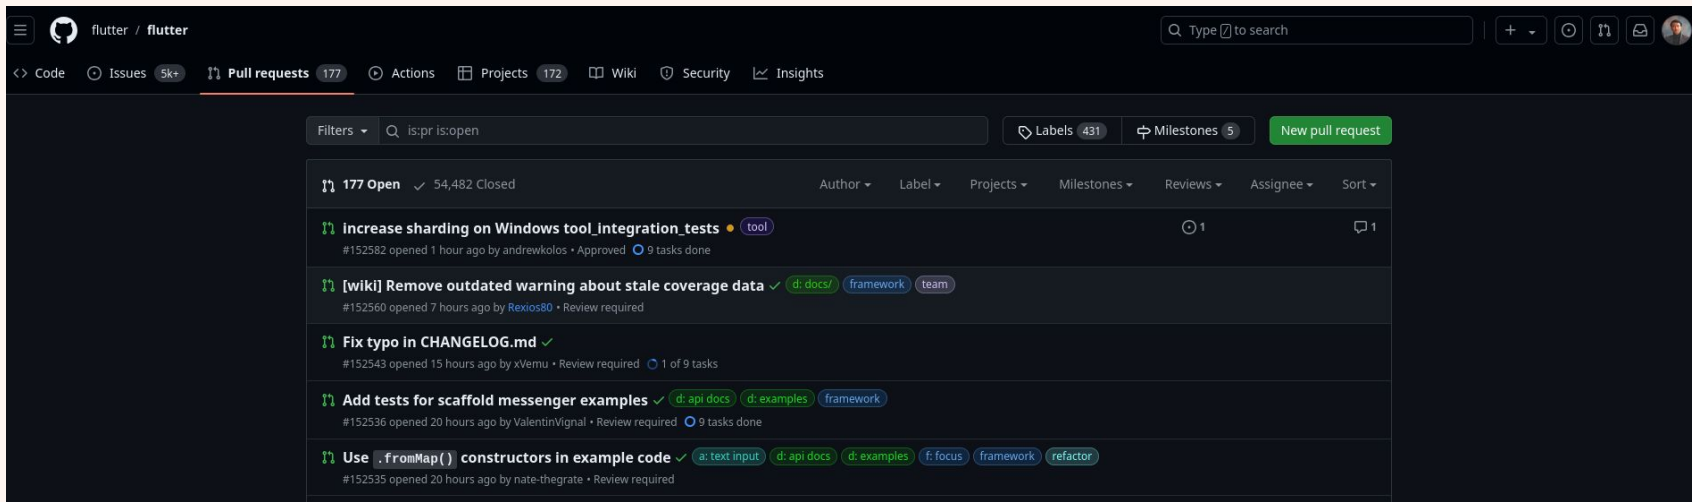 flutter / flutter
Type / to search
Code Issues 5k+ Pull requests 177 Actions Projects 172 Wiki Security Insights
Filters is:pr is:open Labels 431 Milestones 5 New pull request
177 Open 54,482 Closed Author Label Projects Milestones Reviews Assignee Sort
increase sharding on Windows tool_integration_tests tool 1 1
#152582 opened 1 hour ago by andrewkolos • Approved 9 tasks done
[wiki] Remove outdated warning about stale coverage data d: docs/ framework team
#152560 opened 7 hours ago by Rexios80 • Review required
Fix typo in CHANGELOG.md
#152543 opened 15 hours ago by xVemu • Review required 1 of 9 tasks
Add tests for scaffold messenger examples d: api docs d: examples framework
#152536 opened 20 hours ago by ValentinVignal • Review required 9 tasks done
Use .fromMap() constructors in example code a: text input d: api docs d: examples f: focus framework refactor
#152535 opened 20 hours ago by nate-thegrate • Review required